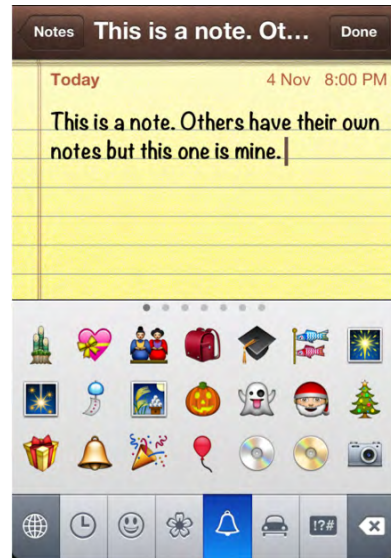 Notes
This is a note. Ot...
Done
Today
4 Nov 8:00 PM
This is a note. Others have their own
notes but this one is mine.
!?#